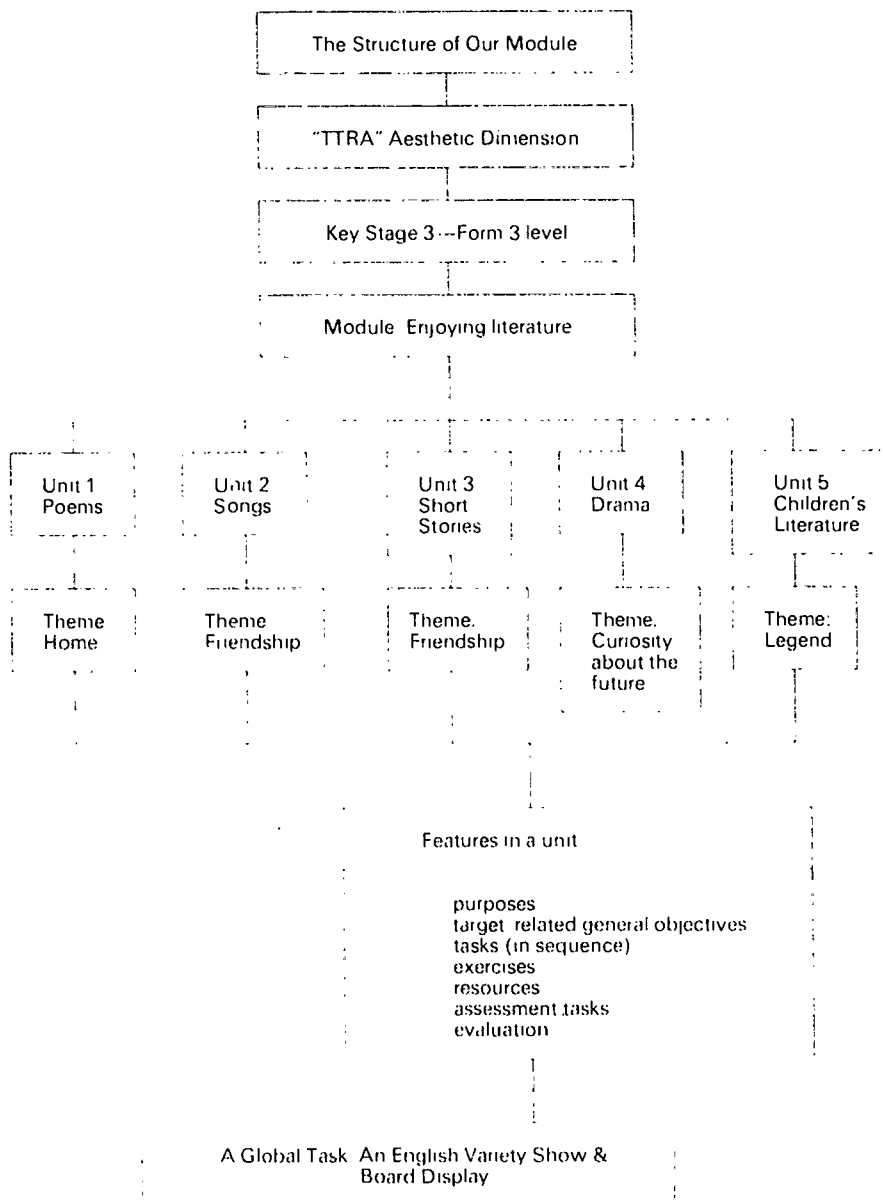 The Structure of Our Module
"TTRA" Aesthetic Dimension
Key Stage 3---Form 3 level
Module Enjoying literature
Unit 1
Poems
Unit 2
Songs
Unit 3
Short
Stories
Unit 4
Drama
Unit 5
Children's
Literature
Theme
Home
Theme
Friendship
Theme.
Friendship
Theme.
Curiosity
about the
future
Theme:
Legend
Features in a unit
purposes
target related general objectives
tasks (in sequence)
exercises
resources
assessment tasks
evaluation
A Global Task An English Variety Show &
Board Display